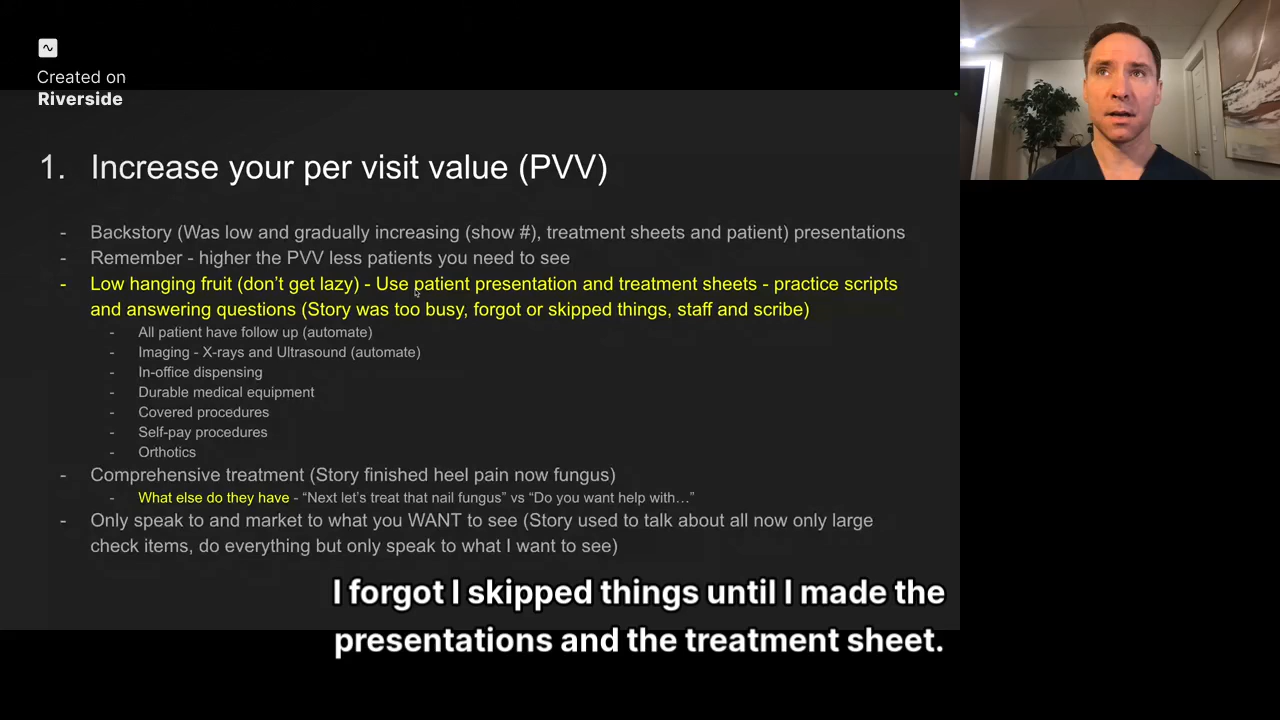 Created on
Riverside
1. Increase your per visit value (PVV)
- Backstory (Was low and gradually increasing (show #), treatment sheets and patient) presentations
- Remember - higher the PVV less patients you need to see
- Low hanging fruit (don’t get lazy) - Use patient presentation and treatment sheets - practice scripts
and answering questions (Story was too busy, forgot or skipped things, staff and scribe)
- All patient have follow up (automate)
- Imaging - X-rays and Ultrasound (automate)
- In-office dispensing
- Durable medical equipment
- Covered procedures
- Self-pay procedures
- Orthotics
- Comprehensive treatment (Story finished heel pain now fungus)
- What else do they have - “Next let’s treat that nail fungus” vs “Do you want help with…”
- Only speak to and market to what you WANT to see (Story used to talk about all now only large
check items, do everything but only speak to what I want to see)
I forgot I skipped things until I made the
presentations and the treatment sheet.